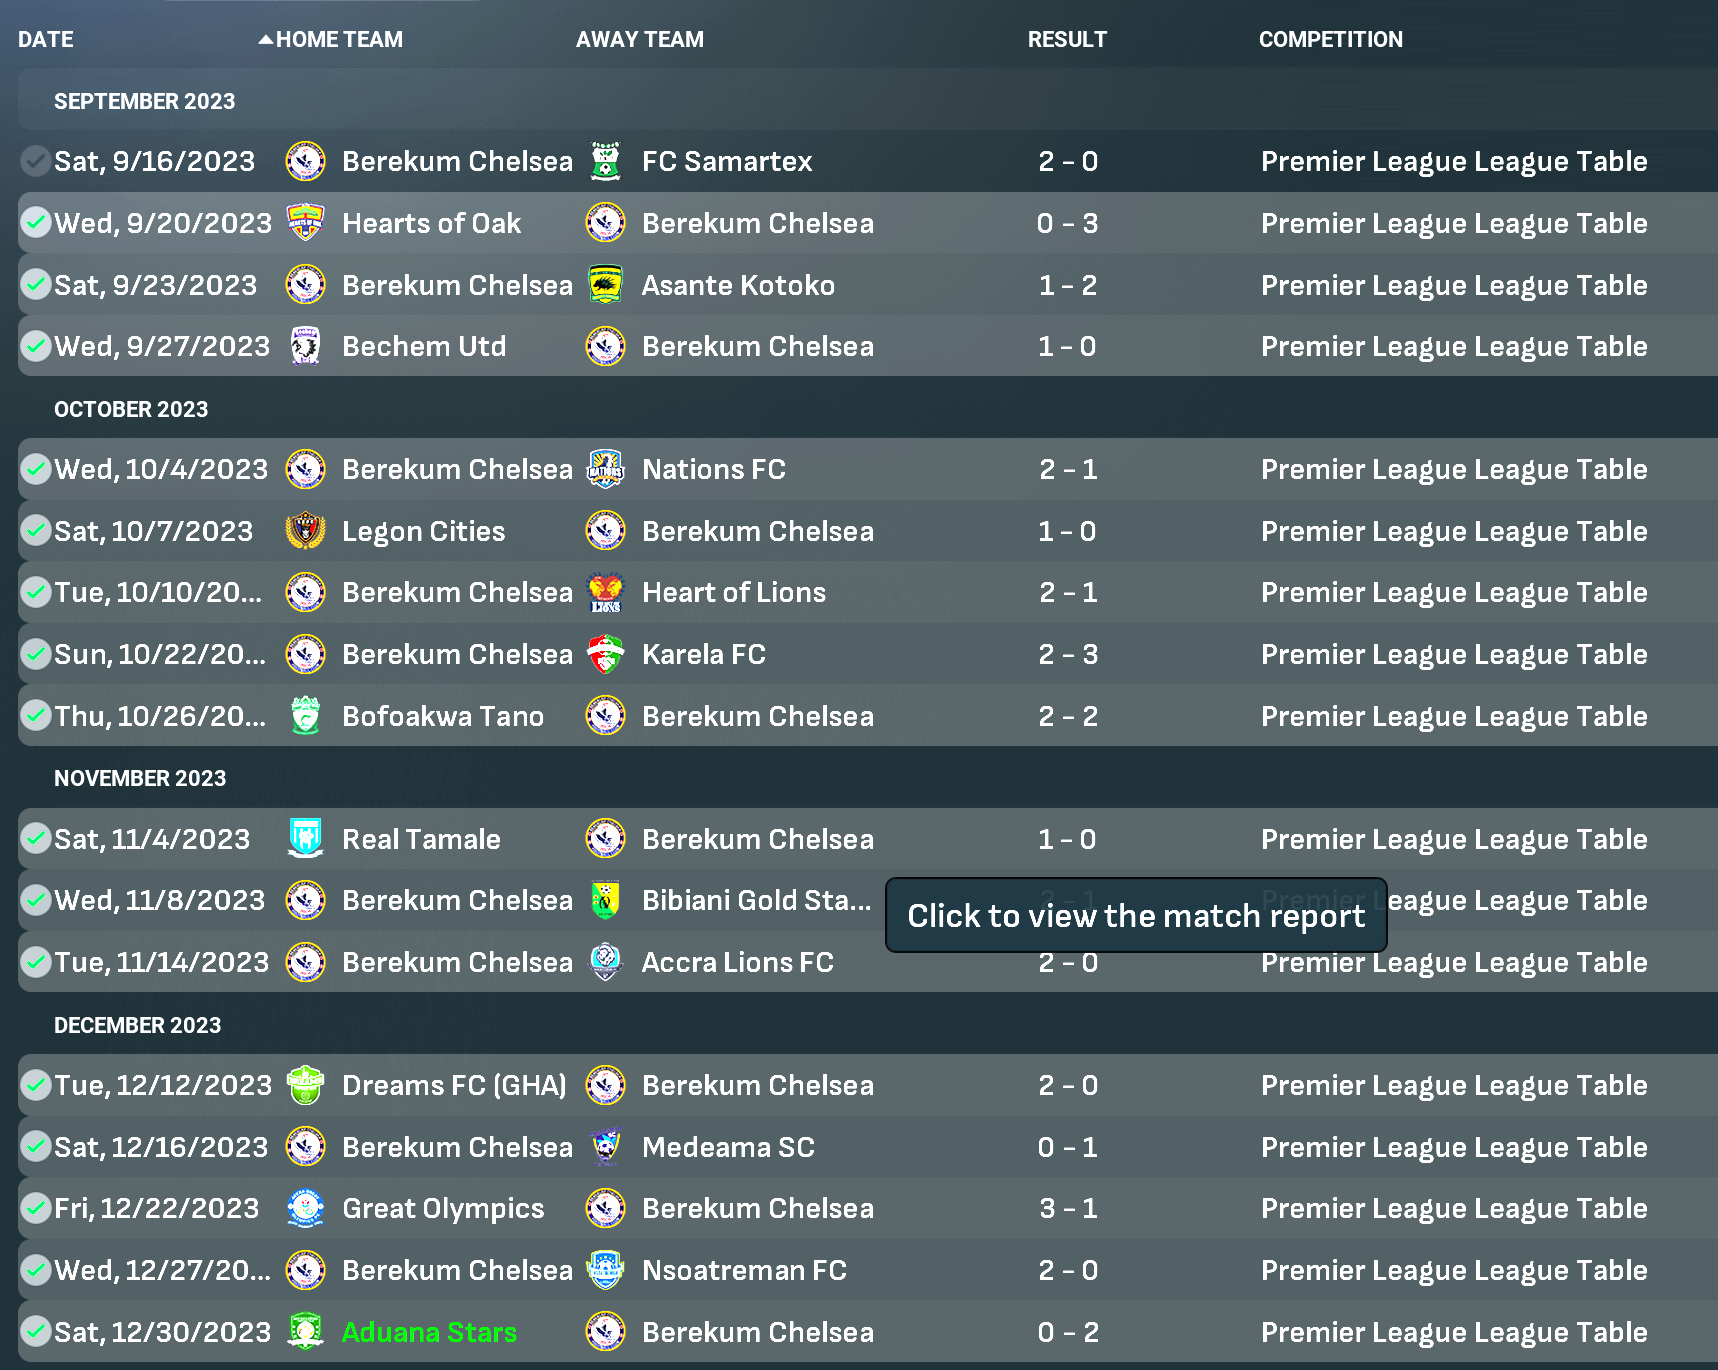 DATE HOME TEAM AWAY TEAM RESULT COMPETITION
SEPTEMBER 2023
Sat, 9/16/2023 Berekum Chelsea FC Samartex 2 - 0 Premier League League Table
Wed, 9/20/2023 Hearts of Oak Berekum Chelsea 0 - 3 Premier League League Table
Sat, 9/23/2023 Berekum Chelsea Asante Kotoko 1 - 2 Premier League League Table
Wed, 9/27/2023 Bechem Utd Berekum Chelsea 1 - 0 Premier League League Table
OCTOBER 2023
Wed, 10/4/2023 Berekum Chelsea Nations FC 2 - 1 Premier League League Table
Sat, 10/7/2023 Legon Cities Berekum Chelsea 1 - 0 Premier League League Table
Tue, 10/10/20... Berekum Chelsea Heart of Lions 2 - 1 Premier League League Table
Sun, 10/22/20... Berekum Chelsea Karela FC 2 - 3 Premier League League Table
Thu, 10/26/20... Bofoakwa Tano Berekum Chelsea 2 - 2 Premier League League Table
NOVEMBER 2023
Sat, 11/4/2023 Real Tamale Berekum Chelsea 1 - 0 Premier League League Table
Wed, 11/8/2023 Berekum Chelsea Bibiani Gold Sta... 2 - 1 Premier League League Table
Click to view the match report
Tue, 11/14/2023 Berekum Chelsea Accra Lions FC 2 - 0 Premier League League Table
DECEMBER 2023
Tue, 12/12/2023 Dreams FC (GHA) Berekum Chelsea 2 - 0 Premier League League Table
Sat, 12/16/2023 Berekum Chelsea Medeama SC 0 - 1 Premier League League Table
Fri, 12/22/2023 Great Olympics Berekum Chelsea 3 - 1 Premier League League Table
Wed, 12/27/20... Berekum Chelsea Nsoatreman FC 2 - 0 Premier League League Table
Sat, 12/30/2023 Aduana Stars Berekum Chelsea 0 - 2 Premier League League Table